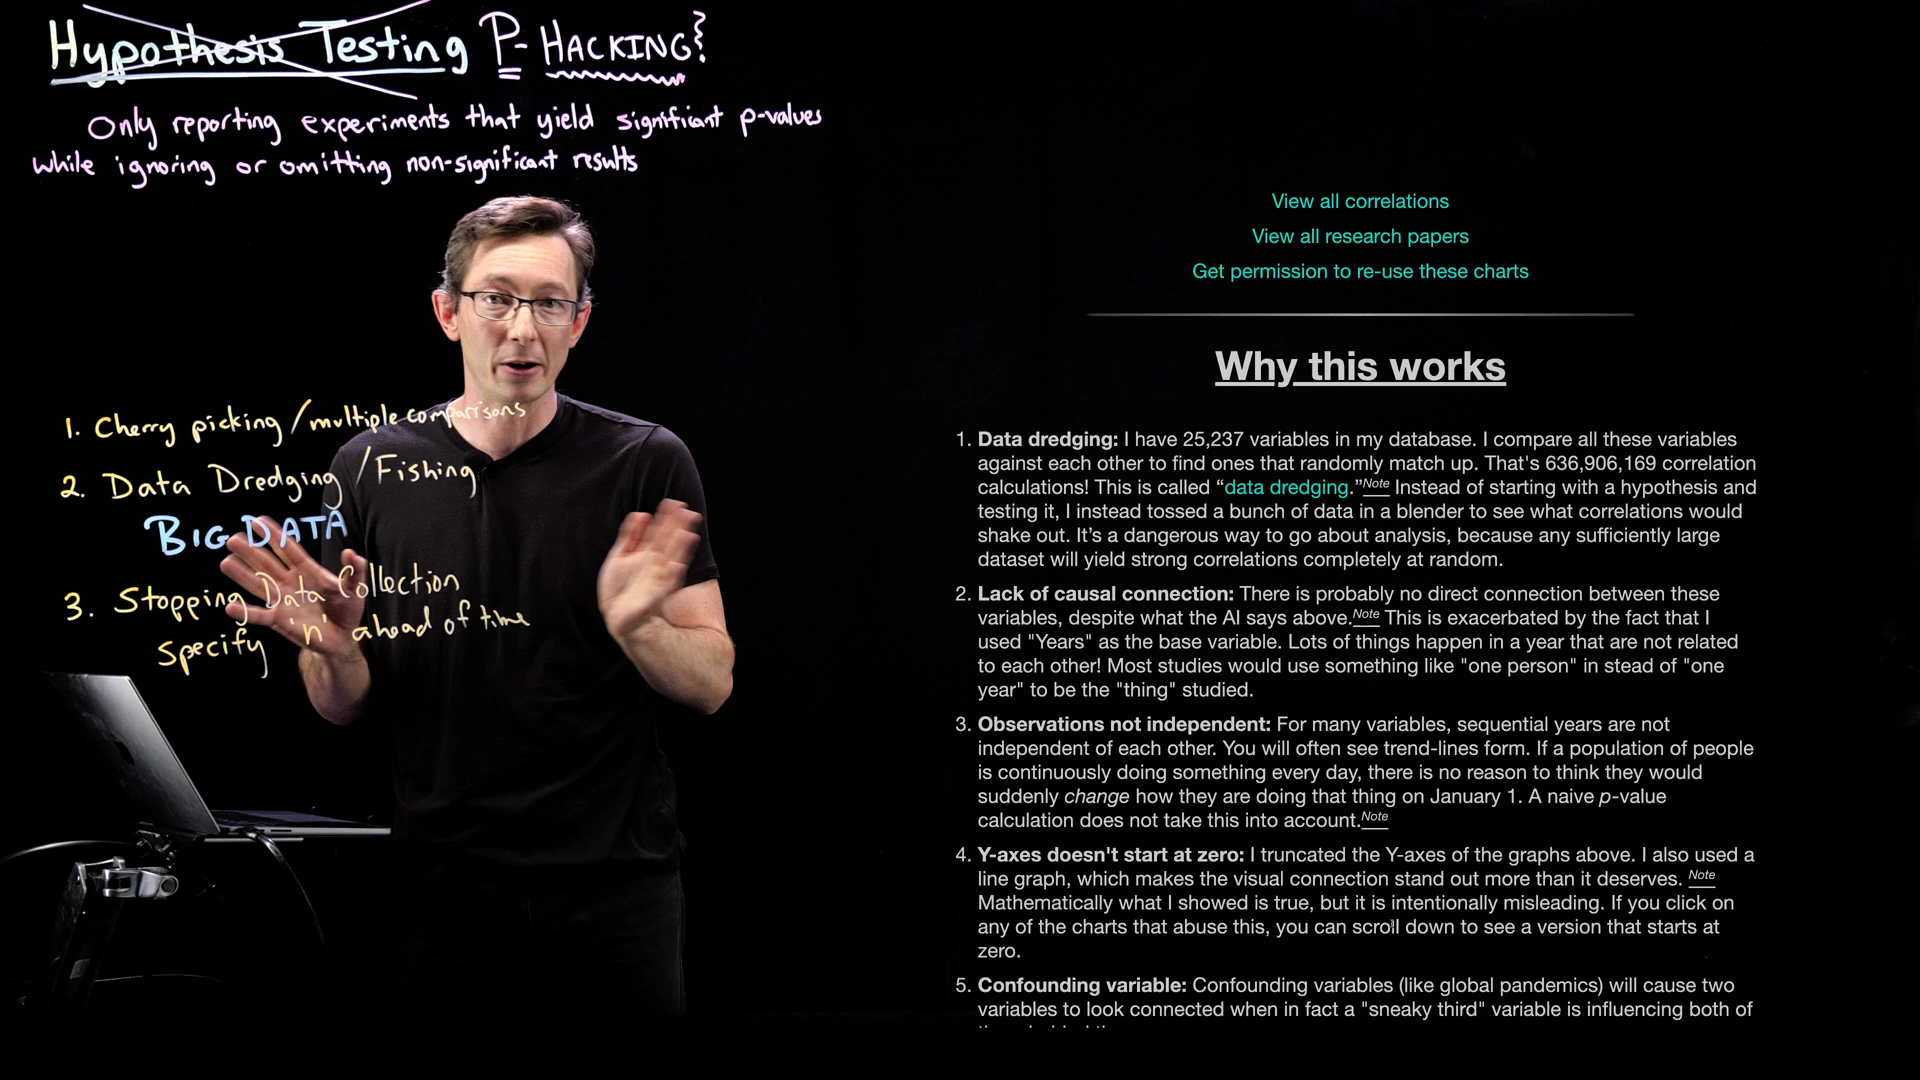 Hypothesis Testing P-HACKING?
Only reporting experiments that yield significant p-values
while ignoring or omitting non-significant results
1. Cherry picking / multiple comparisons
2. Data Dredging / Fishing
BIG DATA
3. Stopping Data Collection
specify 'n' ahead of time
View all correlations
View all research papers
Get permission to re-use these charts
Why this works
1. Data dredging: I have 25,237 variables in my database. I compare all these variables
against each other to find ones that randomly match up. That's 636,906,169 correlation
calculations! This is called “data dredging.”Note Instead of starting with a hypothesis and
testing it, I instead tossed a bunch of data in a blender to see what correlations would
shake out. It’s a dangerous way to go about analysis, because any sufficiently large
dataset will yield strong correlations completely at random.
2. Lack of causal connection: There is probably no direct connection between these
variables, despite what the AI says above.Note This is exacerbated by the fact that I
used "Years" as the base variable. Lots of things happen in a year that are not related
to each other! Most studies would use something like "one person" in stead of "one
year" to be the "thing" studied.
3. Observations not independent: For many variables, sequential years are not
independent of each other. You will often see trend-lines form. If a population of people
is continuously doing something every day, there is no reason to think they would
suddenly change how they are doing that thing on January 1. A naive p-value
calculation does not take this into account.Note
4. Y-axes doesn't start at zero: I truncated the Y-axes of the graphs above. I also used a
line graph, which makes the visual connection stand out more than it deserves. Note
Mathematically what I showed is true, but it is intentionally misleading. If you click on
any of the charts that abuse this, you can scroll down to see a version that starts at
zero.
5. Confounding variable: Confounding variables (like global pandemics) will cause two
variables to look connected when in fact a "sneaky third" variable is influencing both of